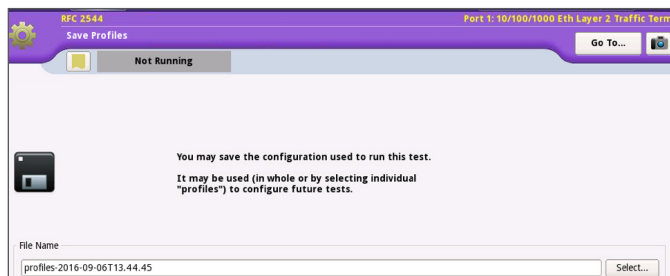 RFC 2544
Port 1: 10/100/1000 Eth Layer 2 Traffic Term
Save Profiles
Go To...
Not Running
You may save the configuration used to run this test.
It may be used (in whole or by selecting individual
"profiles") to configure future tests.
File Name
profiles-2016-09-06T13.44.45
Select...